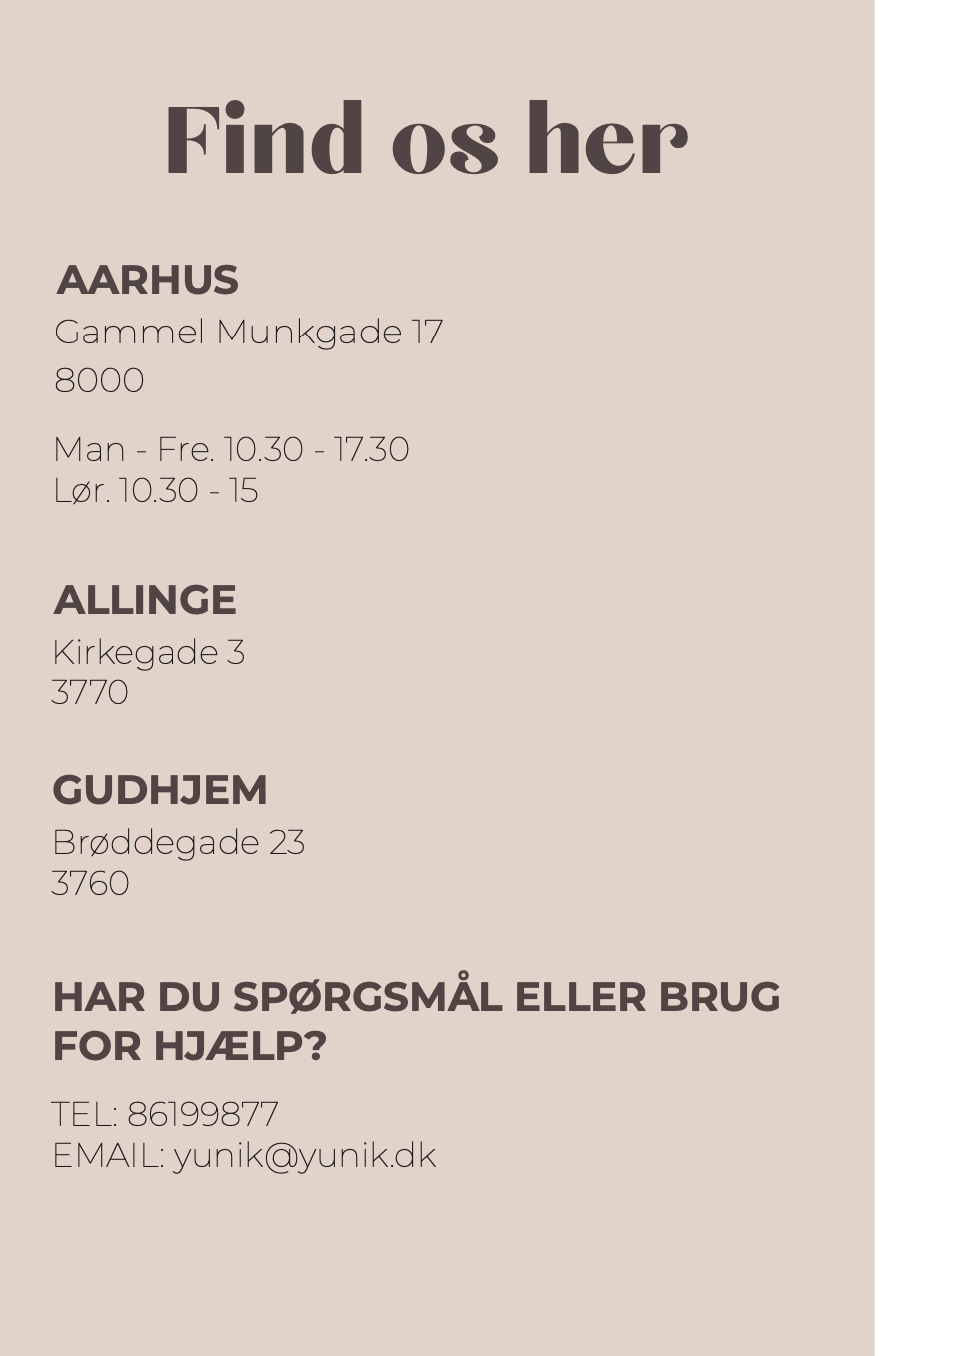 Find os her
AARHUS
Gammel Munkgade 17
8000
Man - Fre. 10.30 - 17.30
Lør. 10.30 - 15
ALLINGE
Kirkegade 3
3770
GUDHJEM
Brøddegade 23
3760
HAR DU SPØRGSMÅL ELLER BRUG
FOR HJÆLP?
TEL: 86199877
EMAIL: yunik@yunik.dk